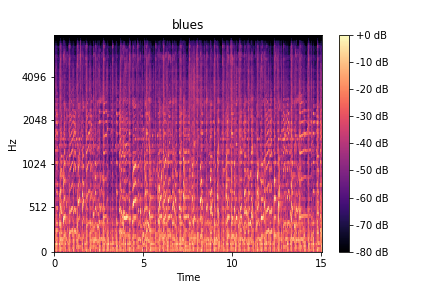 blues
+0 dB
-10 dB
4096
-20 dB
2048
-30 dB
Hz
-40 dB
1024
-50 dB
512
-60 dB
-70 dB
0
-80 dB
0 5 10 15
Time